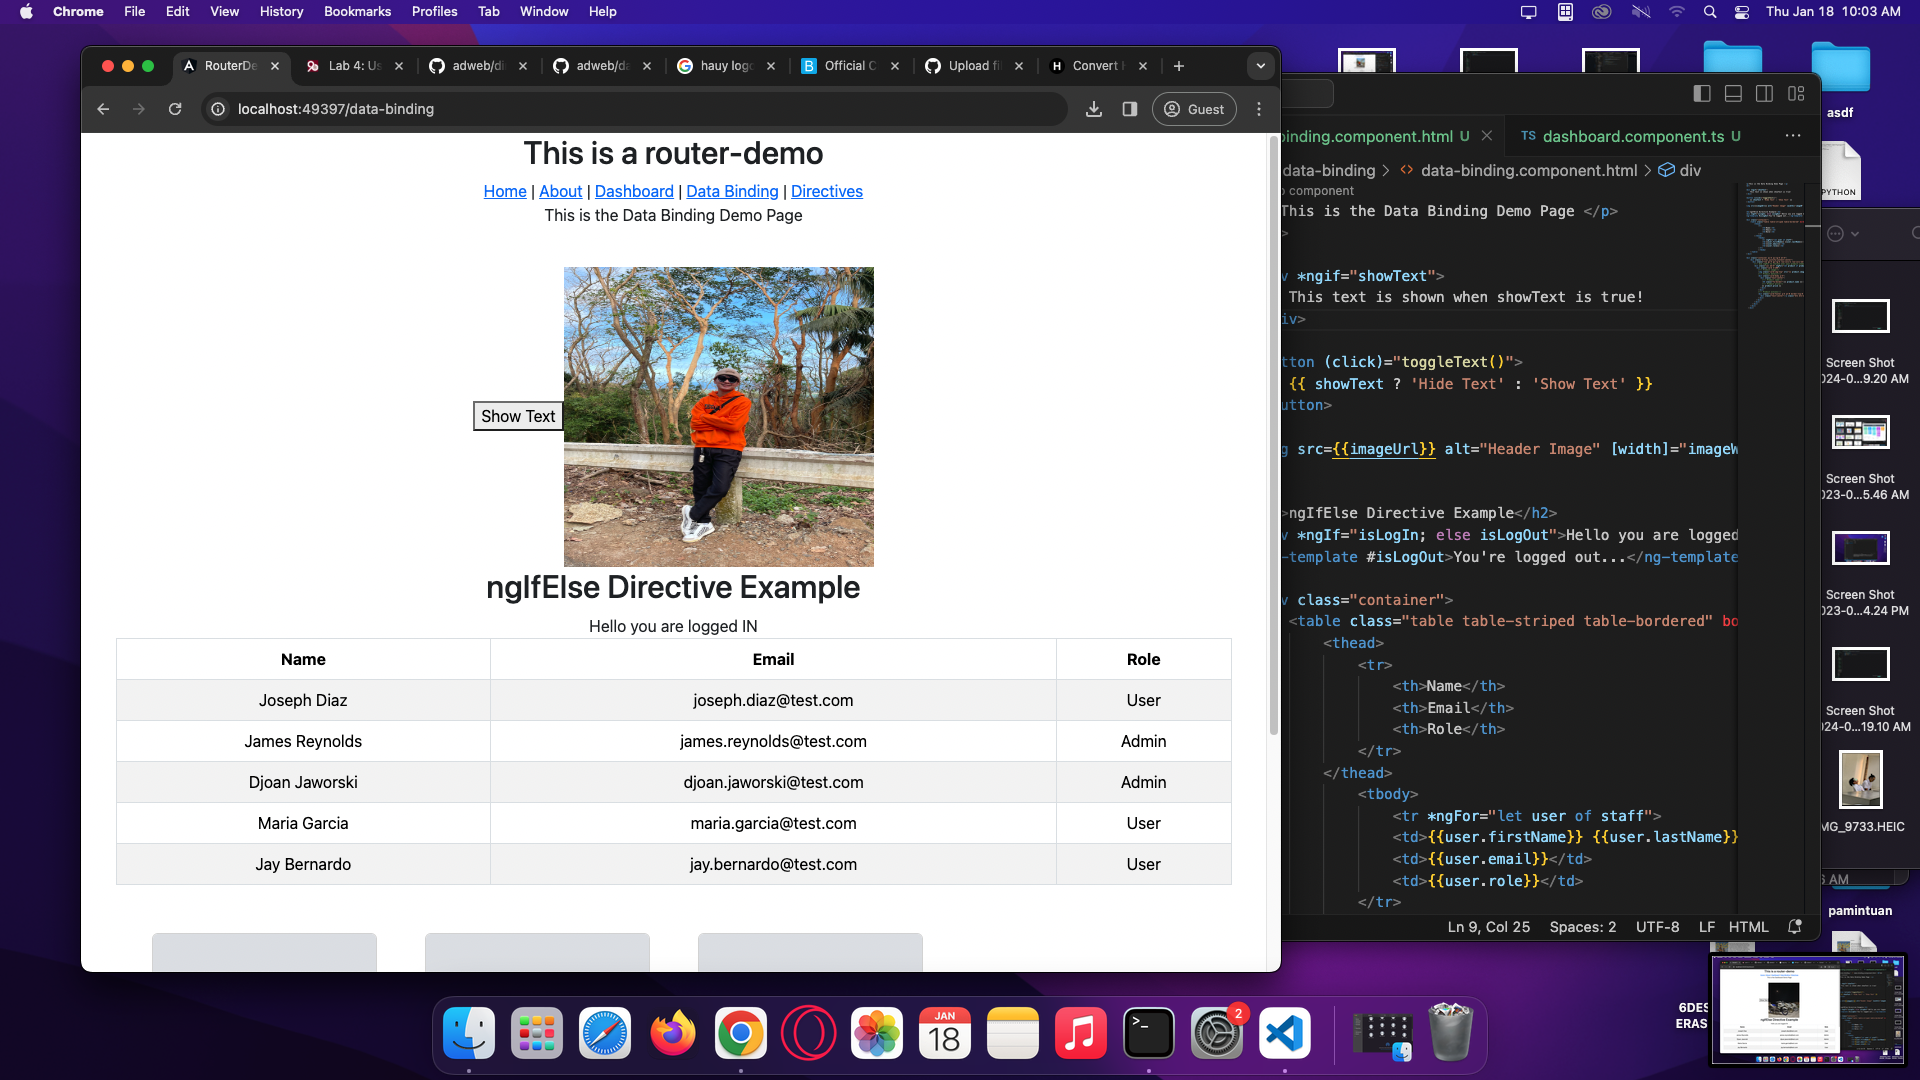 Chrome File Edit View History Bookmarks Profiles Tab Window Help
Thu Jan 18 10:03 AM
RouterDe
Lab 4: Us
adweb/di
adweb/da
hauy logo
Official C
Upload fi
Convert H
localhost:49397/data-binding
Guest
This is a router-demo
Home | About | Dashboard | Data Binding | Directives
This is the Data Binding Demo Page
Show Text
ngIfElse Directive Example
Hello you are logged IN
Name Email Role
Joseph Diaz joseph.diaz@test.com User
James Reynolds james.reynolds@test.com Admin
Djoan Jaworski djoan.jaworski@test.com Admin
Maria Garcia maria.garcia@test.com User
Jay Bernardo jay.bernardo@test.com User
inding.component.html U
TS dashboard.component.ts U
data-binding > data-binding.component.html > div
component
This is the Data Binding Demo Page </p>
>
*ngif="showText">
This text is shown when showText is true!
iv>
tton (click)="toggleText()">
{{ showText ? 'Hide Text' : 'Show Text' }}
utton>
g src={{imageUrl}} alt="Header Image" [width]="imageW
>ngIfElse Directive Example</h2>
v *ngIf="isLogIn; else isLogOut">Hello you are logged
-template #isLogOut>You're logged out...</ng-template
v class="container">
<table class="table table-striped table-bordered" bo
<thead>
<tr>
<th>Name</th>
<th>Email</th>
<th>Role</th>
</tr>
</thead>
<tbody>
<tr *ngFor="let user of staff">
<td>{{user.firstName}} {{user.lastName}}
<td>{{user.email}}</td>
<td>{{user.role}}</td>
</tr>
Ln 9, Col 25 Spaces: 2 UTF-8 LF HTML
asdf
PYTHON
Screen Shot
024-0...9.20 AM
Screen Shot
023-0...5.46 AM
Screen Shot
023-0...4.24 PM
Screen Shot
024-0...19.10 AM
MG_9733.HEIC
AM
pamintuan
6DES
ERAS
JAN
18
2